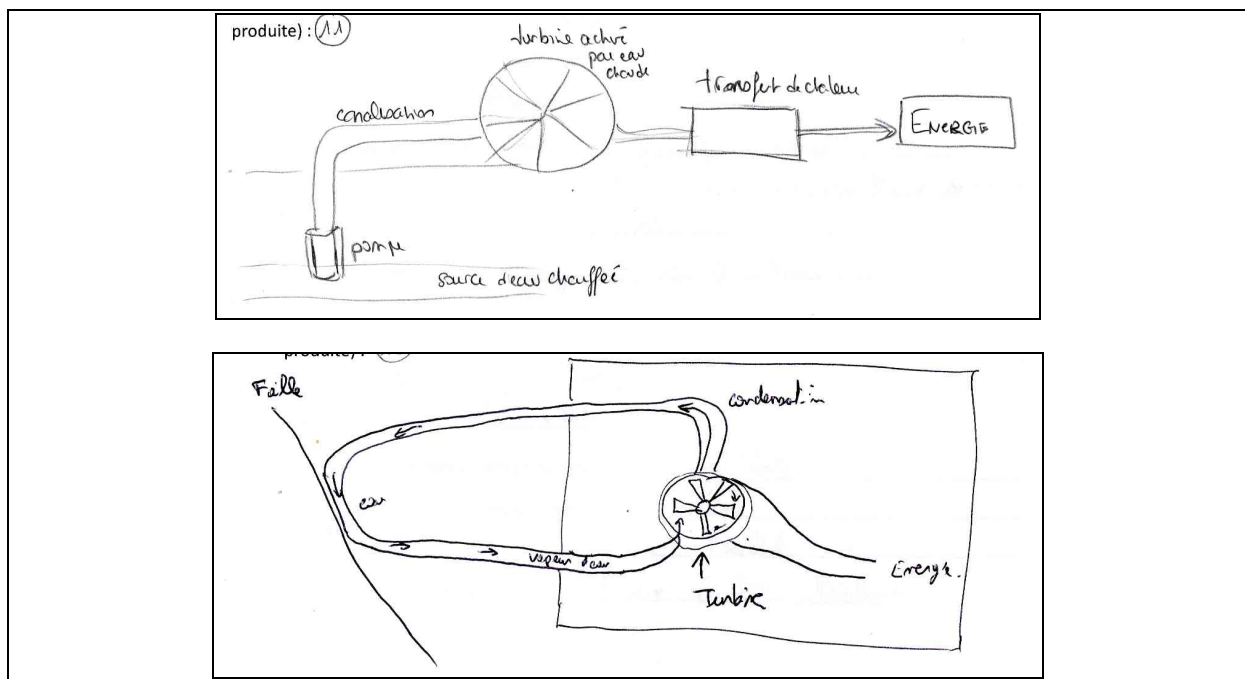 produite) : 11
turbine activé
par eau
chaude
canalisation
transfert de chaleur
ENERGIE
pompe
source d'eau chauffée
Faille
condensation
eau
vapeur d'eau
Energie.
Turbine